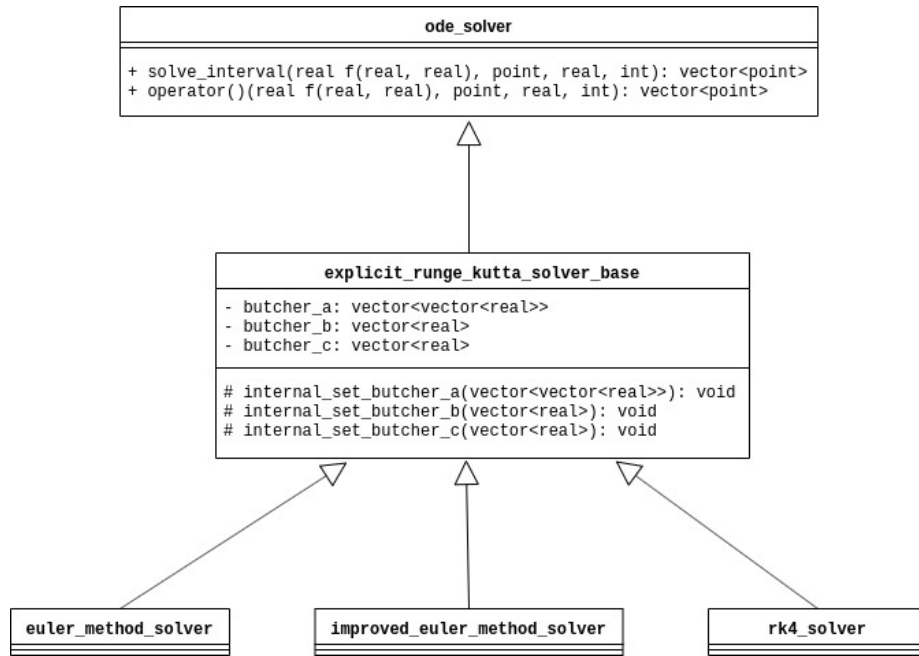 ode_solver
+ solve_interval(real f(real, real), point, real, int): vector<point>
+ operator()(real f(real, real), point, real, int): vector<point>
explicit_runge_kutta_solver_base
- butcher_a: vector<vector<real>>
- butcher_b: vector<real>
- butcher_c: vector<real>
# internal_set_butcher_a(vector<vector<real>>): void
# internal_set_butcher_b(vector<real>): void
# internal_set_butcher_c(vector<real>): void
euler_method_solver
improved_euler_method_solver
rk4_solver